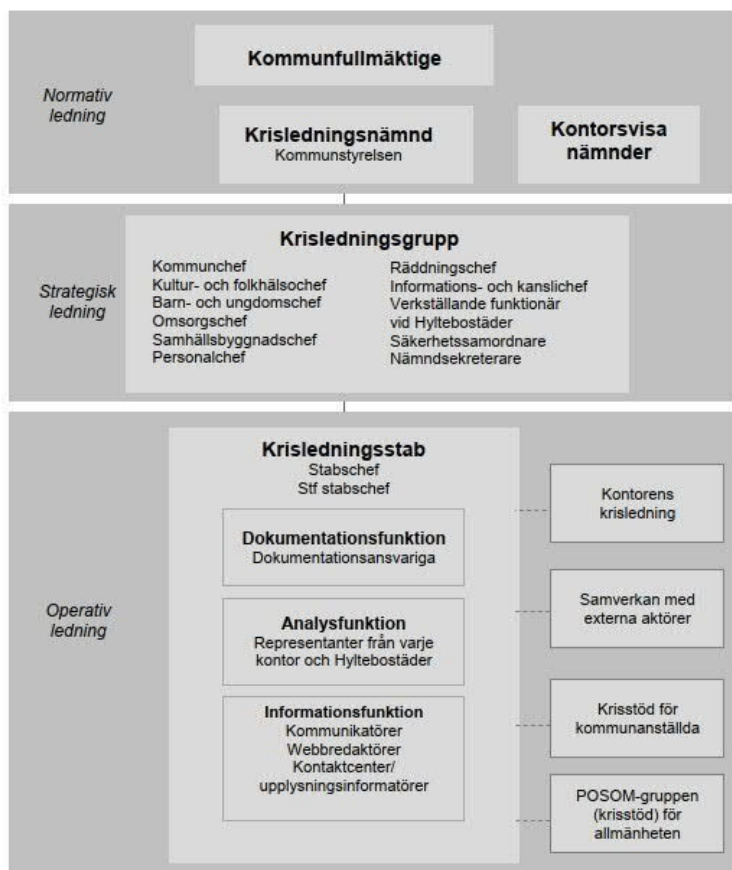 Normativ
ledning
Kommunfullmäktige
Krisledningsnämnd
Kommunstyrelsen
Kontorsvisa
nämnder
Strategisk
ledning
Krisledningsgrupp
Kommunchef
Kultur- och folkhälsochef
Barn- och ungdomschef
Omsorgschef
Samhällsbyggnadschef
Personalchef
Räddningschef
Informations- och kanslichef
Verkställande funktionär
vid Hyltebostäder
Säkerhetssamordnare
Nämndsekreterare
Operativ
ledning
Krisledningsstab
Stabschef
Stf stabschef
Dokumentationsfunktion
Dokumentationsansvariga
Analysfunktion
Representanter från varje
kontor och Hyltebostäder
Informationsfunktion
Kommunikatörer
Webbredaktörer
Kontaktcenter/
upplysningsinformatörer
Kontorens
krisledning
Samverkan med
externa aktörer
Krisstöd för
kommunanställda
POSOM-gruppen
(krisstöd) för
allmänheten